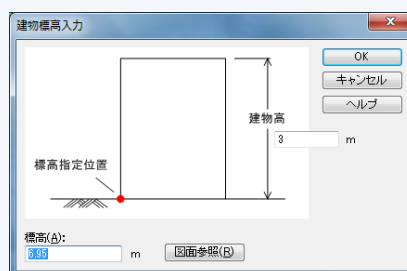 建物標高入力
OK
キャンセル
ヘルプ
建物高
3 m
標高指定位置
標高(A):
6.95 m 図面参照(R)